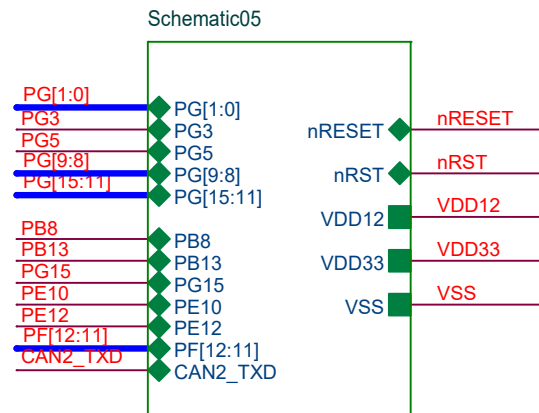 Schematic05
PG[1:0] PG[1:0]
PG3 PG3 nRESET nRESET
PG5 PG5
PG[9:8] PG[9:8] nRST nRST
PG[15:11] PG[15:11]
VDD12 VDD12
PB8 PB8
PB13 PB13 VDD33 VDD33
PG15
PE10 PE10 VSS VSS
PE12 PE12
PF[12:11] PF[12:11]
CAN2_TXD CAN2_TXD